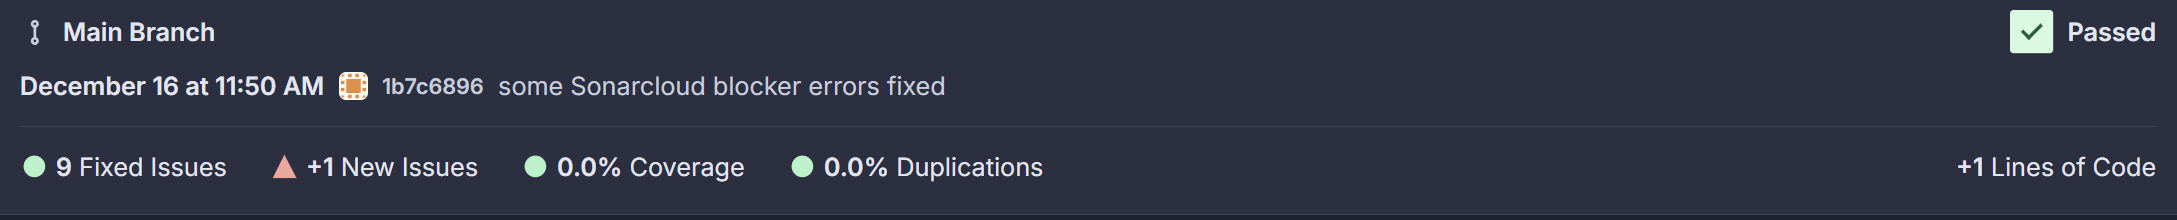 Main Branch Passed
December 16 at 11:50 AM 1b7c6896 some Sonarcloud blocker errors fixed
9 Fixed Issues +1 New Issues 0.0% Coverage 0.0% Duplications +1 Lines of Code